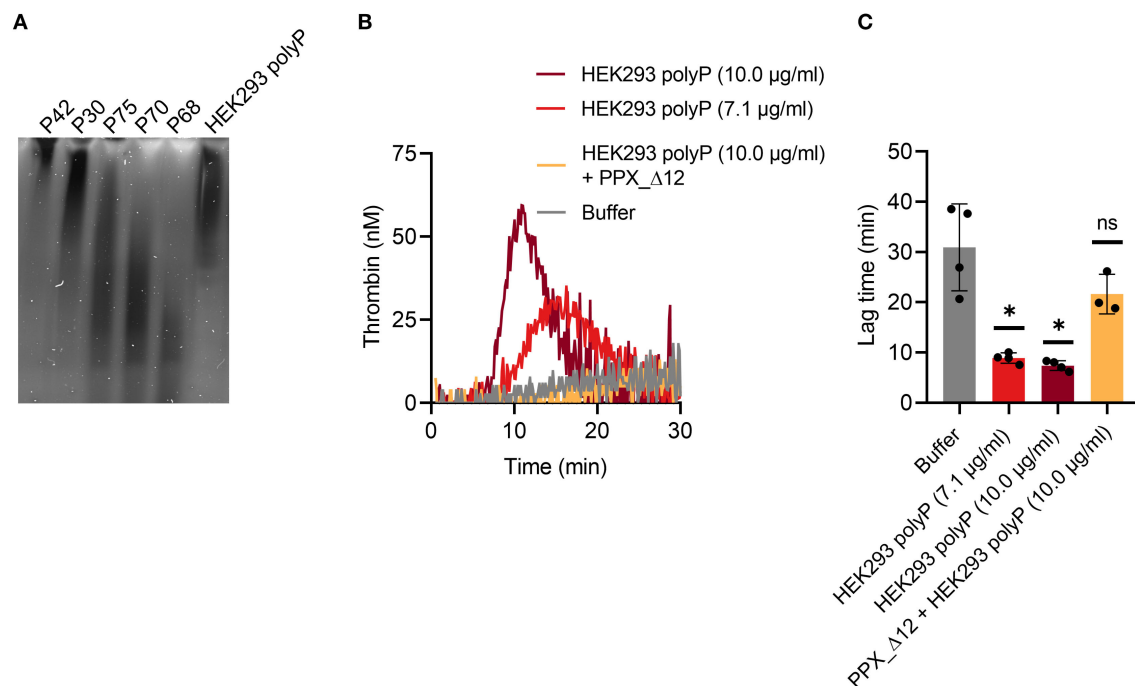 A
P42
P30
P75
P70
P68
HEK293 polyP
B
HEK293 polyP (10.0 µg/ml)
HEK293 polyP (7.1 µg/ml)
HEK293 polyP (10.0 µg/ml)
+ PPX_Δ12
Buffer
75
50
25
0
0
10
20
30
Thrombin (nM)
Time (min)
C
50
40
30
20
10
0
Lag time (min)
*
*
ns
Buffer
HEK293 polyP (7.1 µg/ml)
HEK293 polyP (10.0 µg/ml)
PPX_Δ12 + HEK293 polyP (10.0 µg/ml)